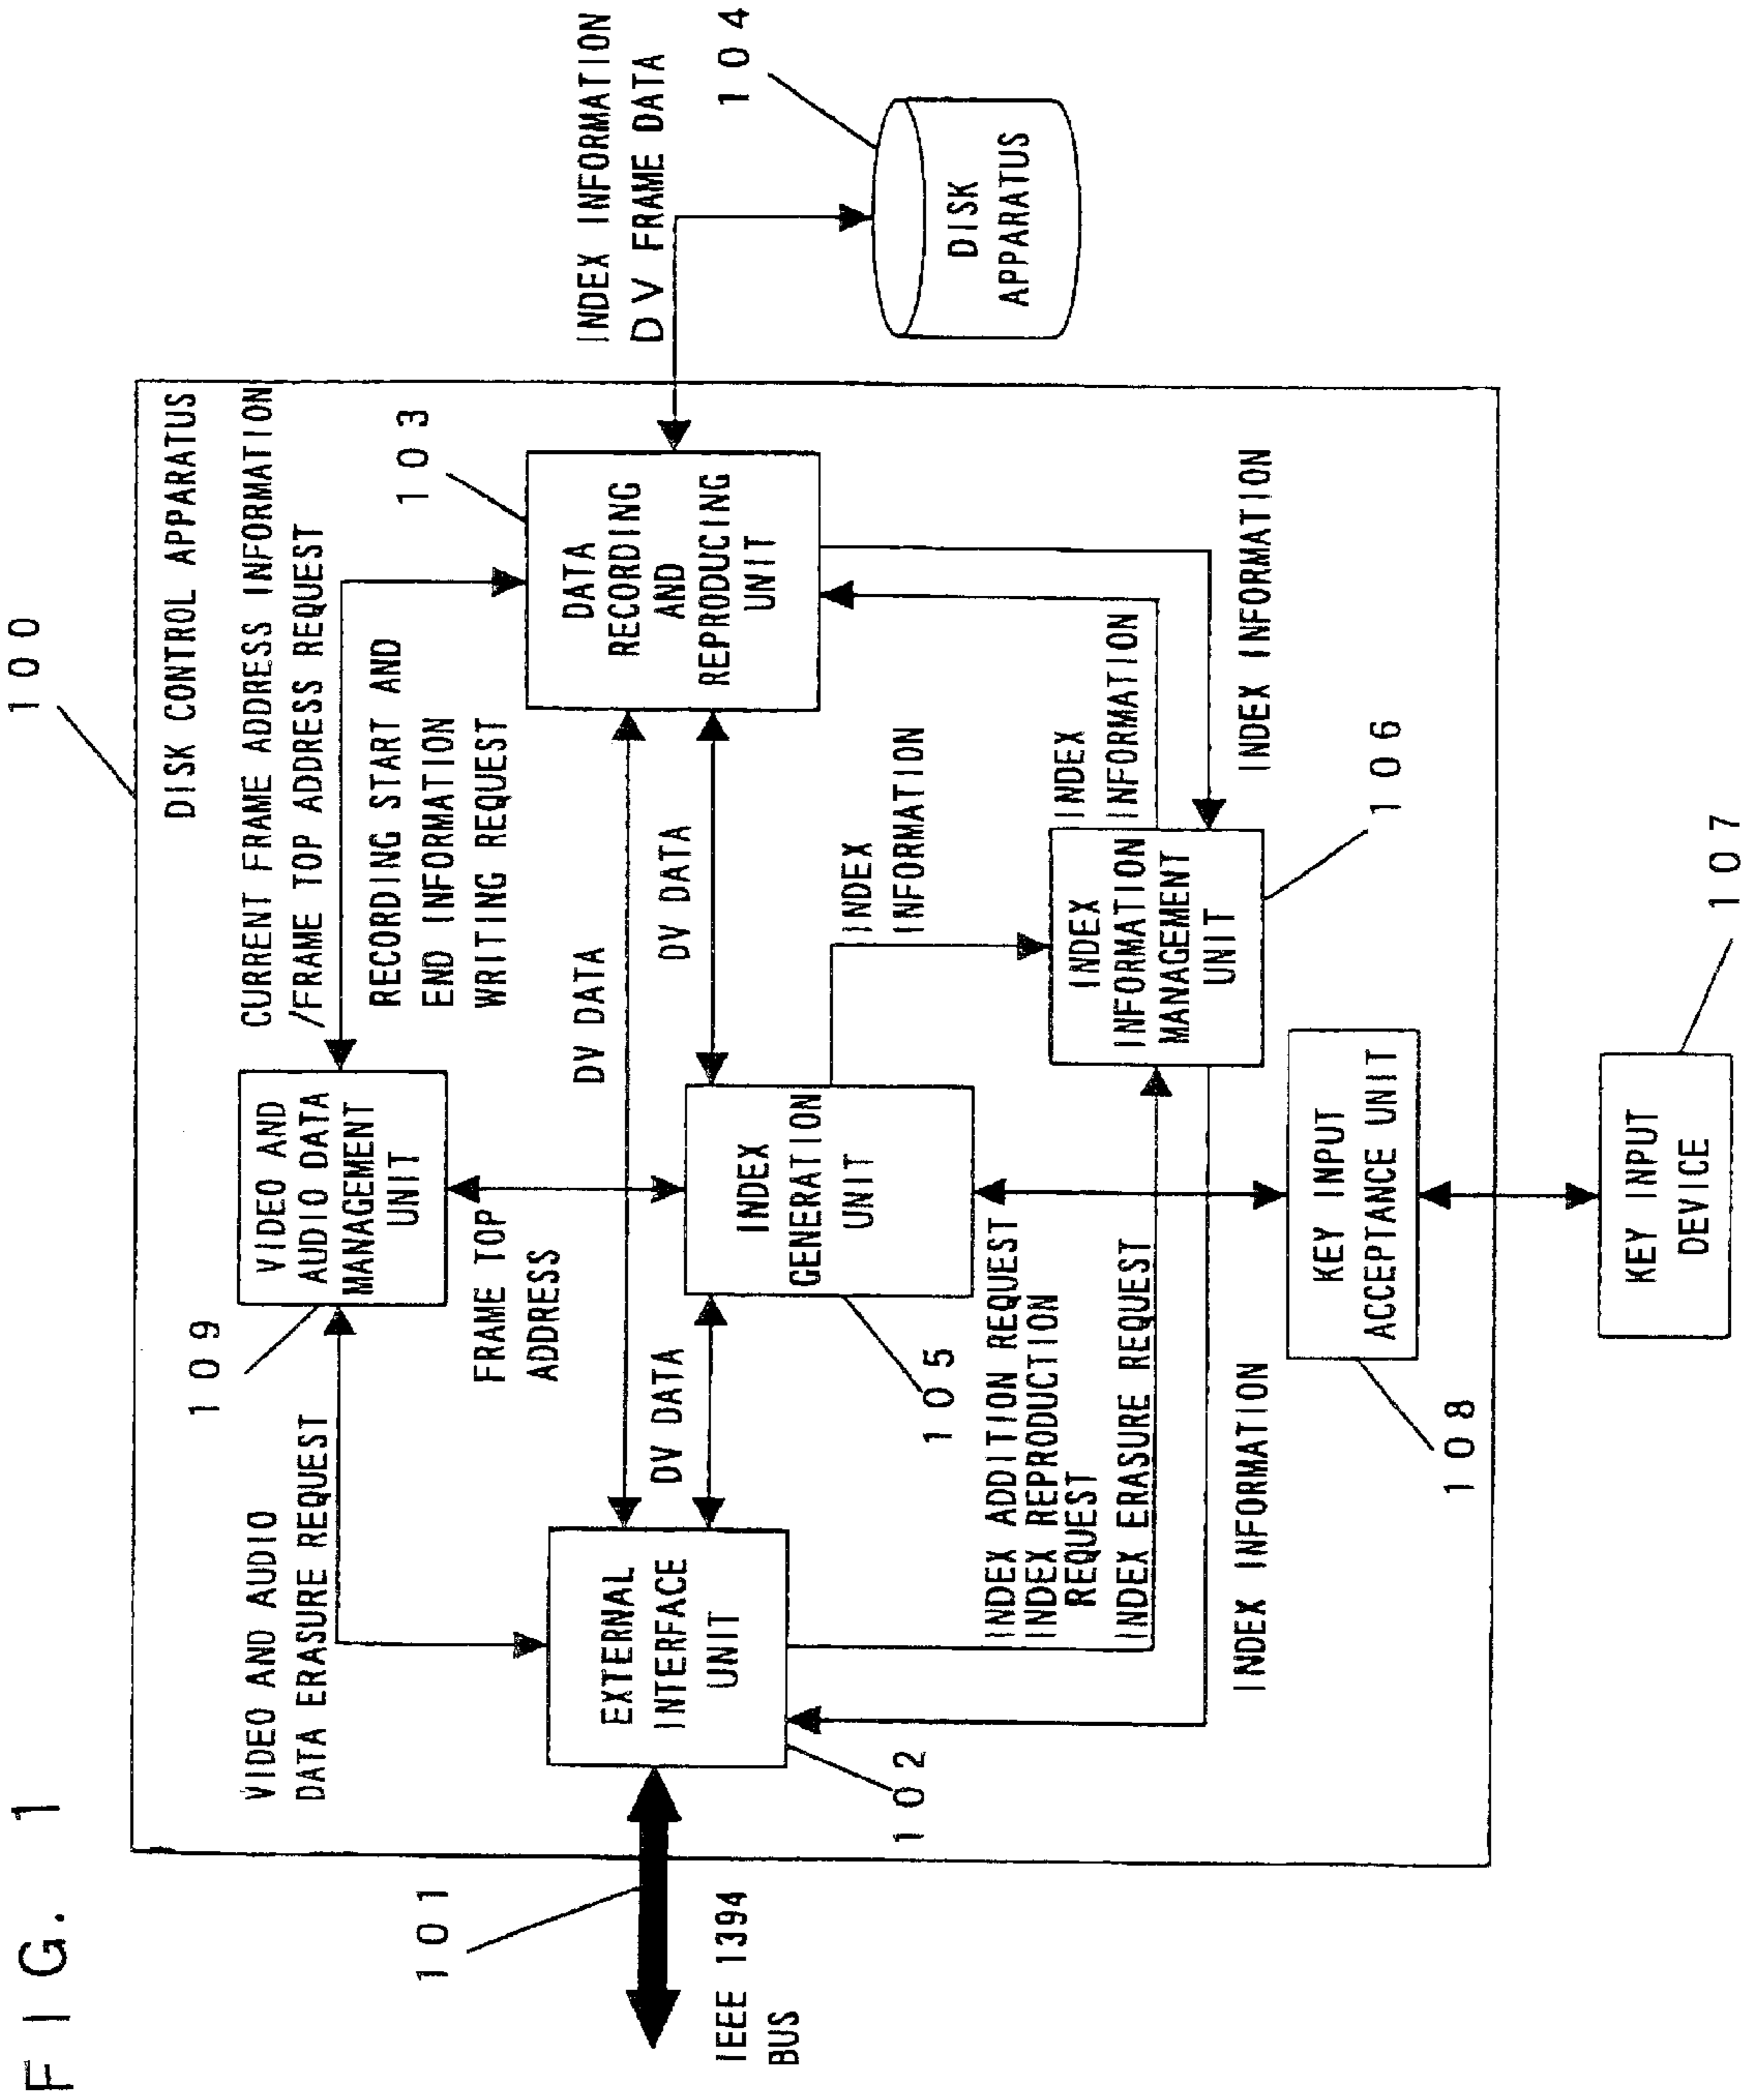 FIG. 1
100
DISK CONTROL APPARATUS
VIDEO AND AUDIO
DATA ERASURE REQUEST
109
VIDEO AND
AUDIO DATA
MANAGEMENT
UNIT
CURRENT FRAME ADDRESS INFORMATION
/FRAME TOP ADDRESS REQUEST
RECORDING START AND
END INFORMATION
WRITING REQUEST
103
INDEX INFORMATION
DV FRAME DATA
104
FRAME TOP
ADDRESS
DV DATA
101
IEEE 1394
BUS
EXTERNAL
INTERFACE
UNIT
102
DV DATA
INDEX
GENERATION
UNIT
105
DV DATA
DATA
RECORDING
AND
REPRODUCING
UNIT
DISK
APPARATUS
INDEX
INFORMATION
INDEX ADDITION REQUEST
INDEX REPRODUCTION
REQUEST
INDEX ERASURE REQUEST
INDEX
INFORMATION
MANAGEMENT
UNIT
106
INDEX
INFORMATION
INDEX INFORMATION
INDEX INFORMATION
108
KEY INPUT
ACCEPTANCE UNIT
KEY INPUT
DEVICE
107